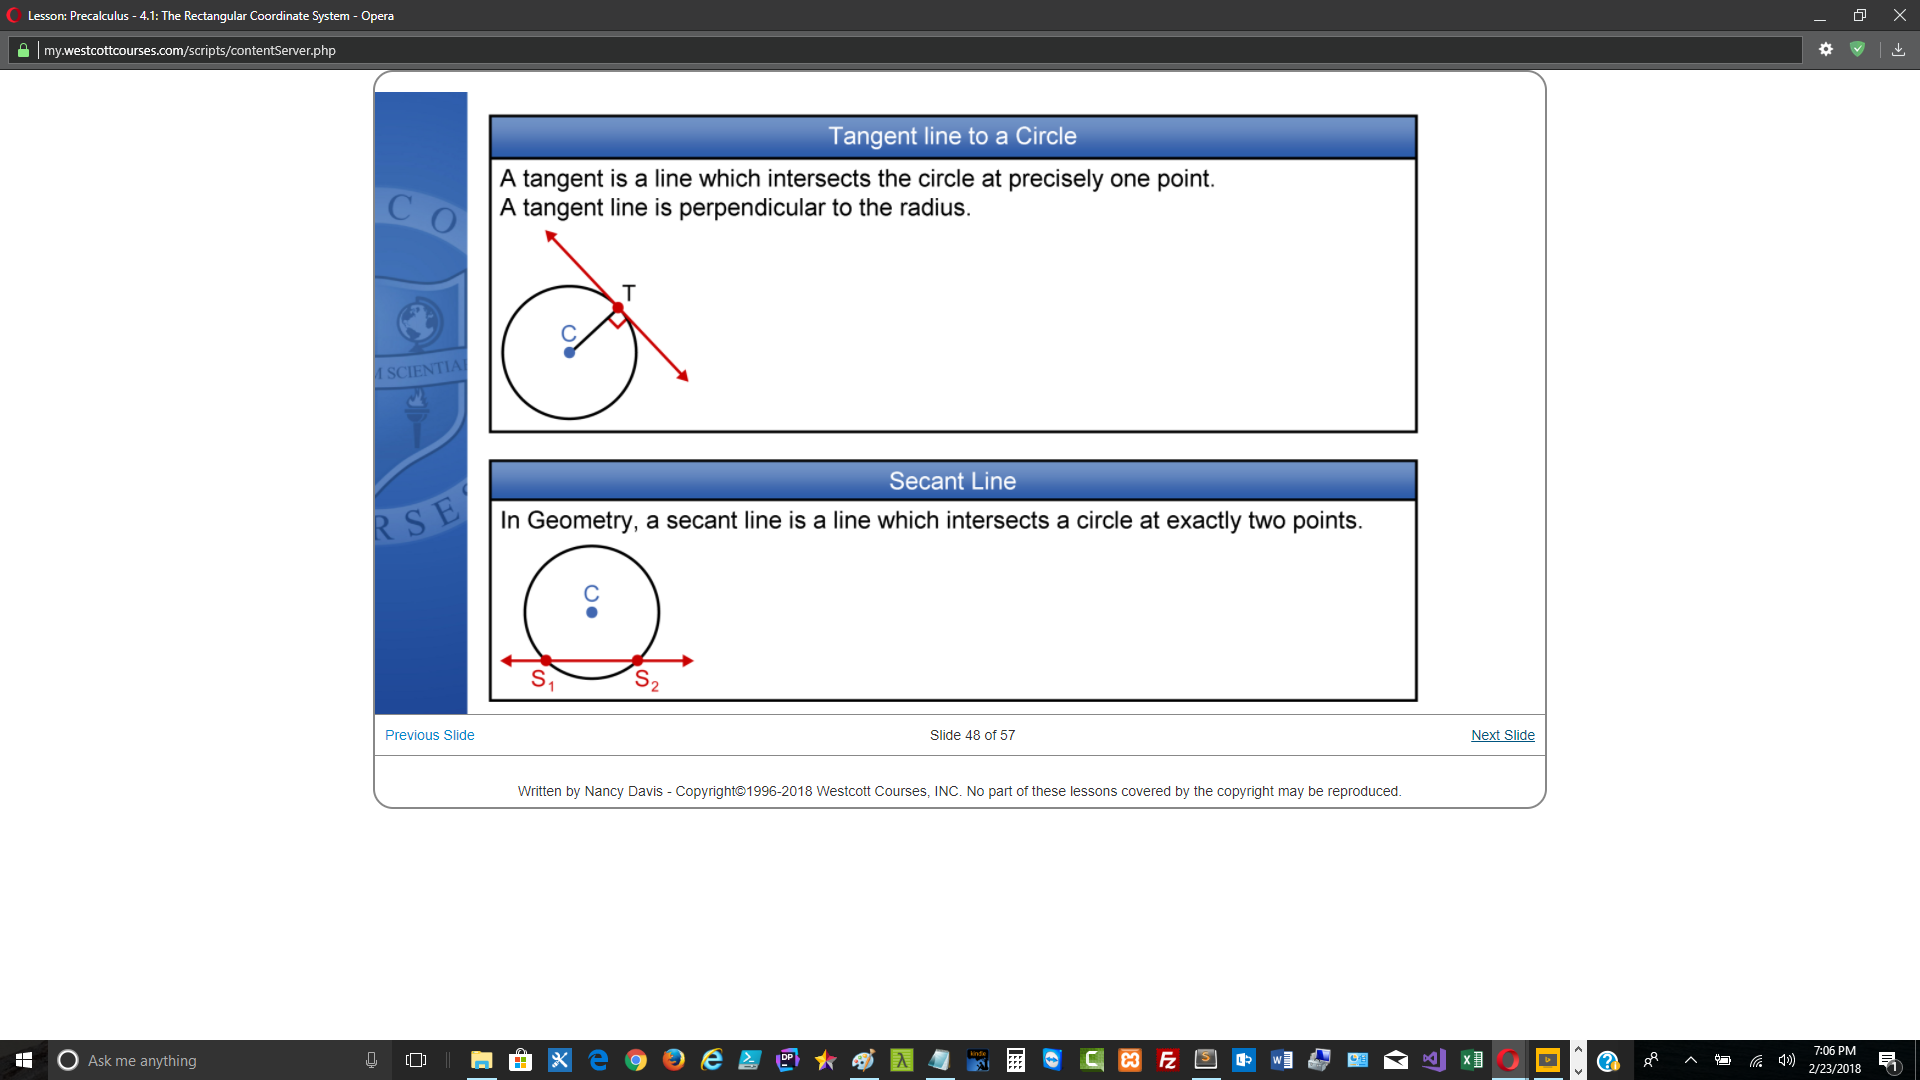 Lesson: Precalculus - 4.1: The Rectangular Coordinate System - Opera
my.westcottcourses.com/scripts/contentServer.php
Tangent line to a Circle
A tangent is a line which intersects the circle at precisely one point.
A tangent line is perpendicular to the radius.
T
C
C O
M SCIENTIA
R S E
Secant Line
In Geometry, a secant line is a line which intersects a circle at exactly two points.
C
S1 S2
Previous Slide Slide 48 of 57 Next Slide
Written by Nancy Davis - Copyright©1996-2018 Westcott Courses, INC. No part of these lessons covered by the copyright may be reproduced.
Ask me anything
7:06 PM
2/23/2018
1